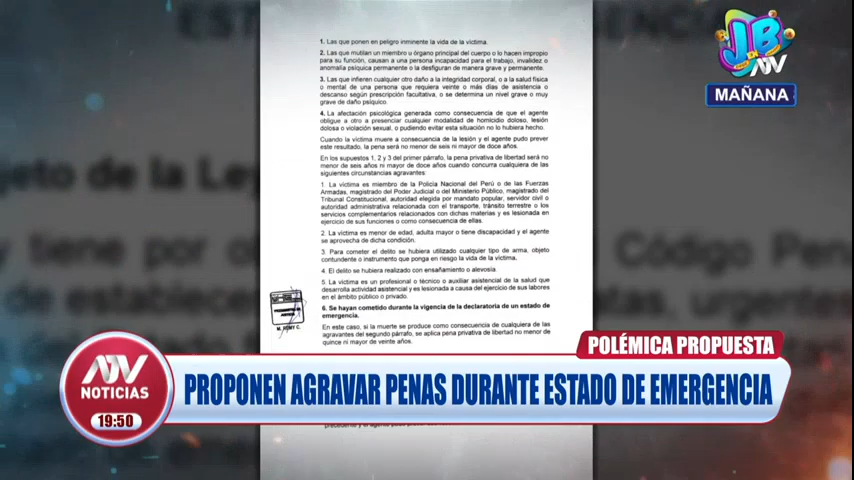 1. Las que ponen en peligro inminente la vida de la víctima.
2. Las que mutilan un miembro u órgano principal del cuerpo o lo hacen impropio
para su función, causan a una persona incapacidad para el trabajo, invalidez o
anomalía psíquica permanente o la desfiguran de manera grave y permanente.
3. Las que infieren cualquier otro daño a la integridad corporal, o a la salud física
o mental de una persona que requiera veinte o más días de asistencia o
descanso según prescripción facultativa, o se determina un nivel grave o muy
grave de daño psíquico.
4. La afectación psicológica generada como consecuencia de que el agente
obligue a otro a presenciar cualquier modalidad de homicidio doloso, lesión
dolosa o violación sexual, o pudiendo evitar esta situación no lo hubiera hecho.
Cuando la víctima muere a consecuencia de la lesión y el agente pudo prever
este resultado, la pena será no menor de seis ni mayor de doce años.
En los supuestos 1, 2 y 3 del primer párrafo, la pena privativa de libertad será no
menor de seis años ni mayor de doce años cuando concurra cualquiera de las
siguientes circunstancias agravantes:
1. La víctima es miembro de la Policía Nacional del Perú o de las Fuerzas
Armadas, magistrado del Poder Judicial o del Ministerio Público, magistrado del
Tribunal Constitucional, autoridad elegida por mandato popular, servidor civil o
autoridad administrativa relacionada con el transporte, tránsito terrestre o los
servicios complementarios relacionados con dichas materias y es lesionada en
ejercicio de sus funciones o como consecuencia de ellas.
2. La víctima es menor de edad, adulta mayor o tiene discapacidad y el agente
se aprovecha de dicha condición.
3. Para cometer el delito se hubiera utilizado cualquier tipo de arma, objeto
contundente o instrumento que ponga en riesgo la vida de la víctima.
4. El delito se hubiera realizado con ensañamiento o alevosía.
5. La víctima es un profesional o técnico o auxiliar asistencial de la salud que
desarrolla actividad asistencial y es lesionada a causa del ejercicio de sus labores
en el ámbito público o privado.
6. Se hayan cometido durante la vigencia de la declaratoria de un estado de
emergencia.
En este caso, si la muerte se produce como consecuencia de cualquiera de las
agravantes del segundo párrafo, se aplica pena privativa de libertad no menor de
quince ni mayor de veinte años.
M. ROMY C.
JB
ATV
MAÑANA
POLÉMICA PROPUESTA
PROPONEN AGRAVAR PENAS DURANTE ESTADO DE EMERGENCIA
ATV
NOTICIAS
19:50
jeto de la Le
y tiene por
Código Pen